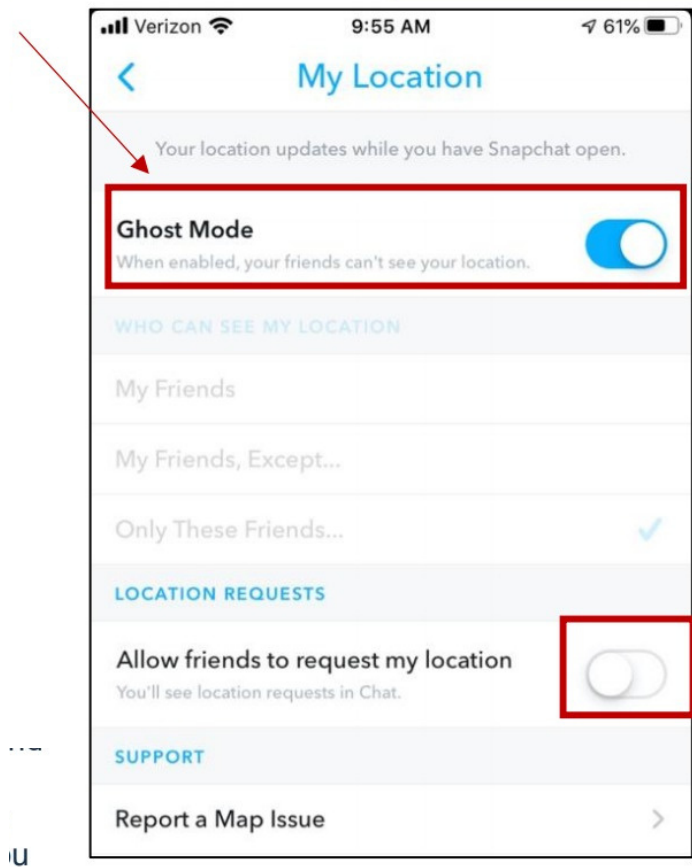 Verizon 9:55 AM 61%
My Location
Your location updates while you have Snapchat open.
Ghost Mode
When enabled, your friends can't see your location.
WHO CAN SEE MY LOCATION
My Friends
My Friends, Except...
Only These Friends...
LOCATION REQUESTS
Allow friends to request my location
You'll see location requests in Chat.
SUPPORT
Report a Map Issue